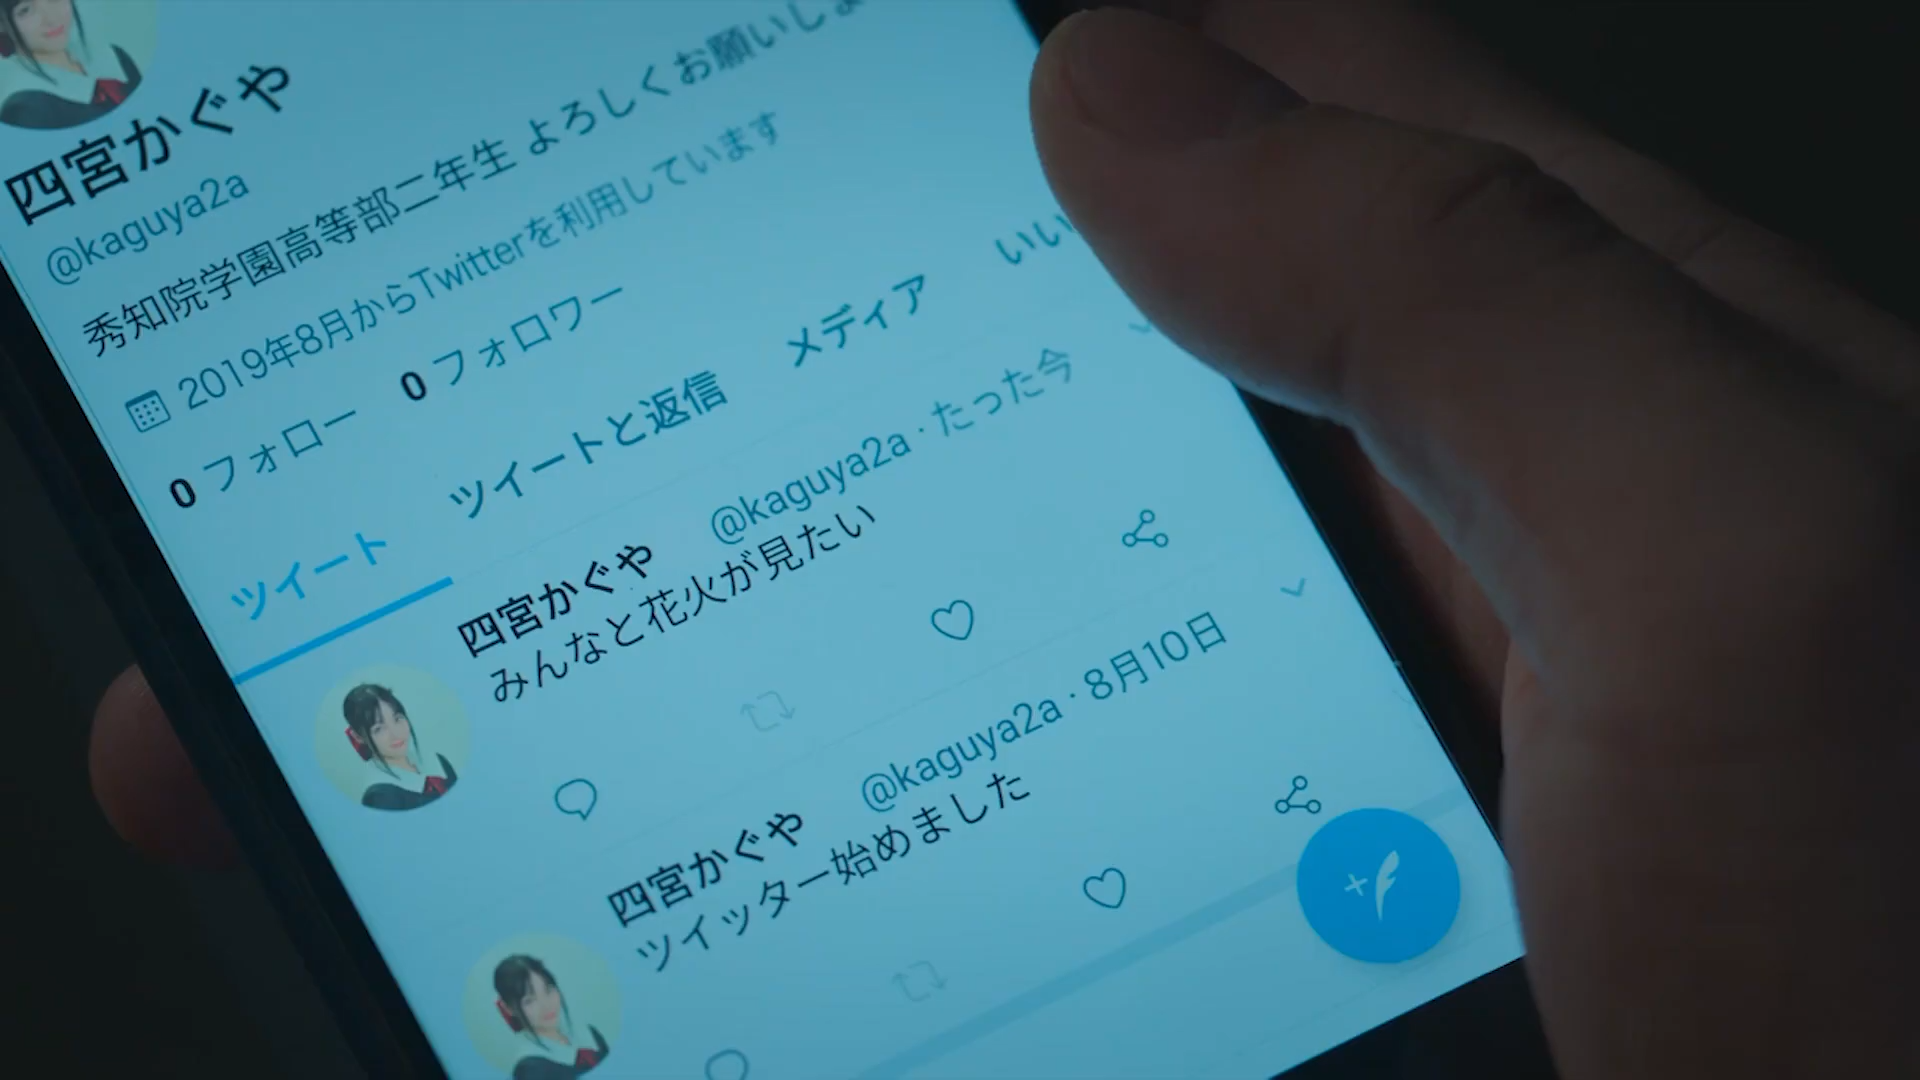 四宮かぐや
@kaguya2a
秀知院学園高等部二年生 よろしくお願いしま
2019年8月からTwitterを利用しています
0 フォロー 0 フォロワー
ツイート ツイートと返信 メディア いい
四宮かぐや @kaguya2a · たった今
みんなと花火が見たい
四宮かぐや @kaguya2a · 8月10日
ツイッター始めました